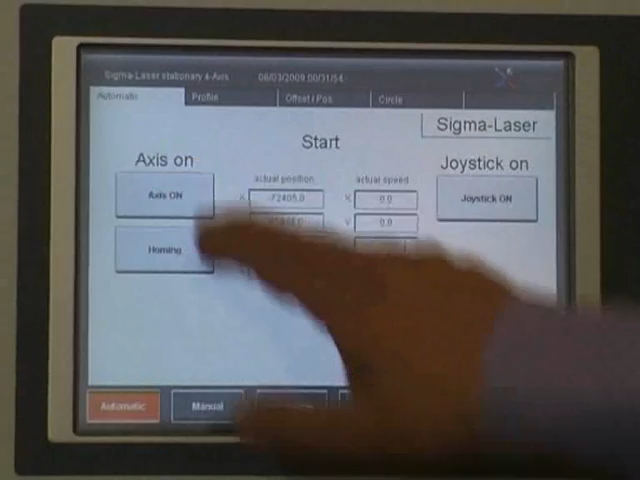 Sigma-Laser stationary 4-Axis 08/03/2009 00/31/54
Automatic Profile Offset / Pos. Circle
Sigma-Laser
Start
Axis on Joystick on
actual position actual speed
Axis ON X -72405.0 X 0.0 Joystick ON
Y 0.0
Homing
Automatic Manual